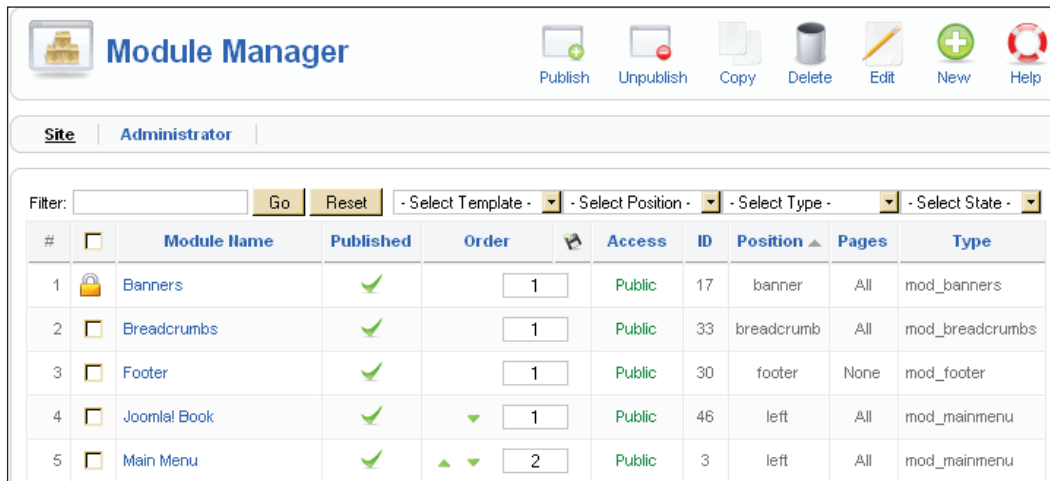 Module Manager
Publish Unpublish Copy Delete Edit New Help
Site Administrator
Filter: Go Reset - Select Template - - Select Position - - Select Type - - Select State -
# Module Name Published Order Access ID Position Pages Type
1 Banners 1 Public 17 banner All mod_banners
2 Breadcrumbs 1 Public 33 breadcrumb All mod_breadcrumbs
3 Footer 1 Public 30 footer None mod_footer
4 Joomla! Book 1 Public 46 left All mod_mainmenu
5 Main Menu 2 Public 3 left All mod_mainmenu